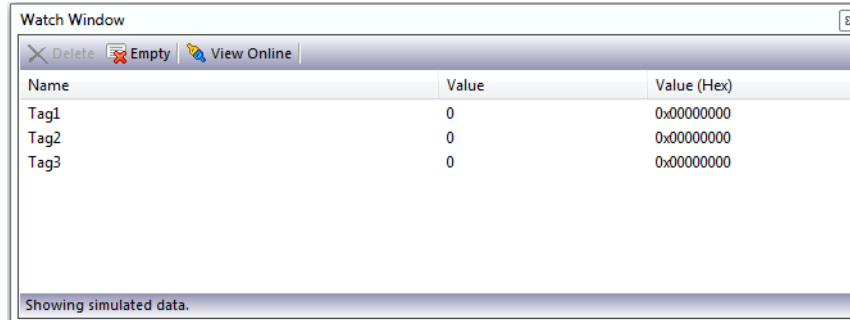 Watch Window
Delete Empty View Online
Name Value Value (Hex)
Tag1 0 0x00000000
Tag2 0 0x00000000
Tag3 0 0x00000000
Showing simulated data.